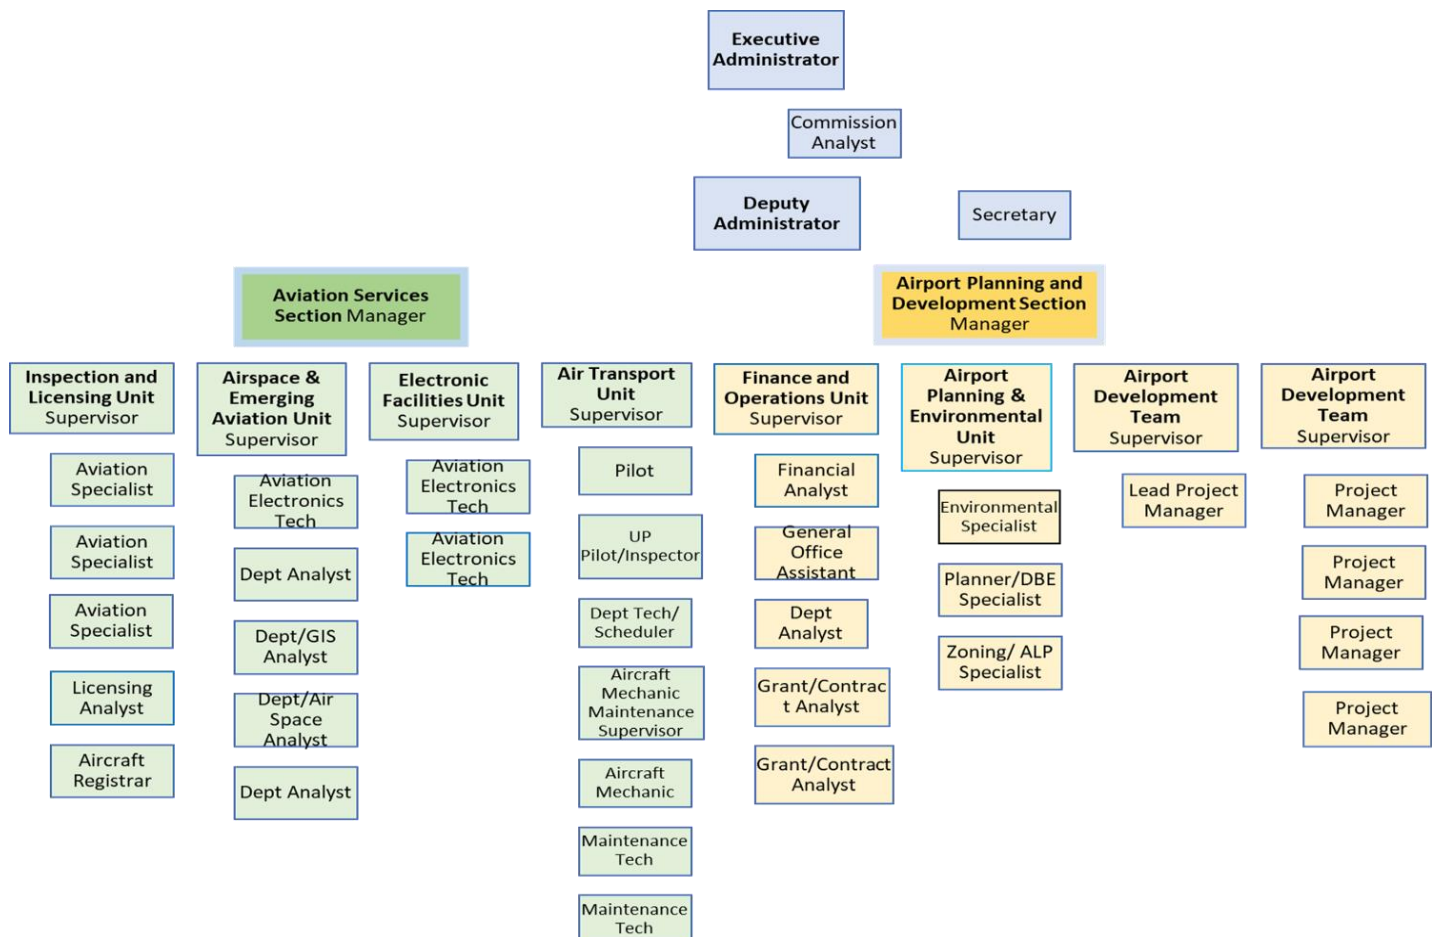 Executive
Administrator
Commission
Analyst
Deputy
Administrator
Secretary
Aviation Services
Section Manager
Airport Planning and
Development Section
Manager
Inspection and
Licensing Unit
Supervisor
Aviation
Specialist
Aviation
Specialist
Aviation
Specialist
Licensing
Analyst
Aircraft
Registrar
Airspace &
Emerging
Aviation Unit
Supervisor
Aviation
Electronics
Tech
Dept Analyst
Dept/GIS
Analyst
Dept/Air
Space
Analyst
Dept Analyst
Electronic
Facilities Unit
Supervisor
Aviation
Electronics
Tech
Aviation
Electronics
Tech
Air Transport
Unit
Supervisor
Pilot
UP
Pilot/Inspector
Dept Tech/
Scheduler
Aircraft
Mechanic
Maintenance
Supervisor
Aircraft
Mechanic
Maintenance
Tech
Maintenance
Tech
Finance and
Operations Unit
Supervisor
Financial
Analyst
General
Office
Assistant
Dept
Analyst
Grant/Contrac
t Analyst
Grant/Contract
Analyst
Airport
Planning &
Environmental
Unit
Supervisor
Environmental
Specialist
Planner/DBE
Specialist
Zoning/ ALP
Specialist
Airport
Development
Team
Supervisor
Lead Project
Manager
Airport
Development
Team
Supervisor
Project
Manager
Project
Manager
Project
Manager
Project
Manager